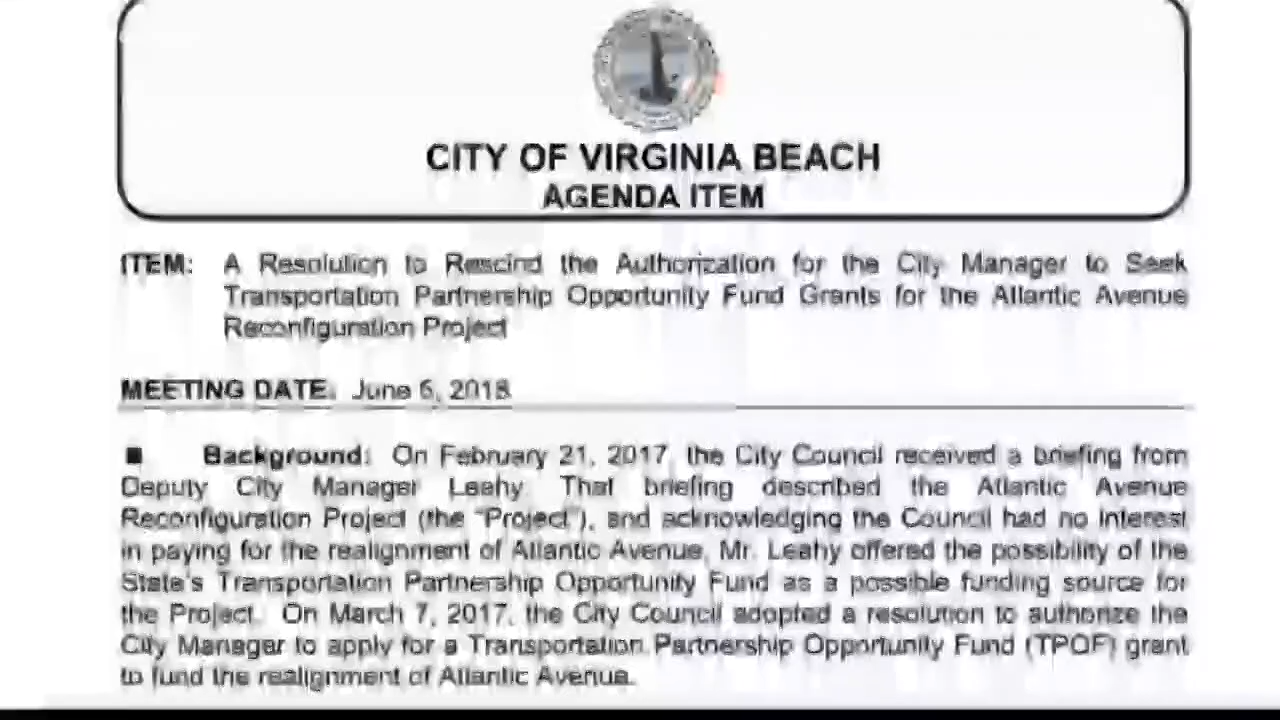 CITY OF VIRGINIA BEACH
AGENDA ITEM
ITEM: A Resolution to Rescind the Authorization for the City Manager to Seek
Transportation Partnership Opportunity Fund Grants for the Atlantic Avenue
Reconfiguration Project
MEETING DATE: June 6, 2018
■ Background: On February 21, 2017, the City Council received a briefing from
Deputy City Manager Leahy. That briefing described the Atlantic Avenue
Reconfiguration Project (the "Project"), and acknowledging the Council had no interest
in paying for the realignment of Atlantic Avenue, Mr. Leahy offered the possibility of the
State's Transportation Partnership Opportunity Fund as a possible funding source for
the Project. On March 7, 2017, the City Council adopted a resolution to authorize the
City Manager to apply for a Transportation Partnership Opportunity Fund (TPOF) grant
to fund the realignment of Atlantic Avenue.